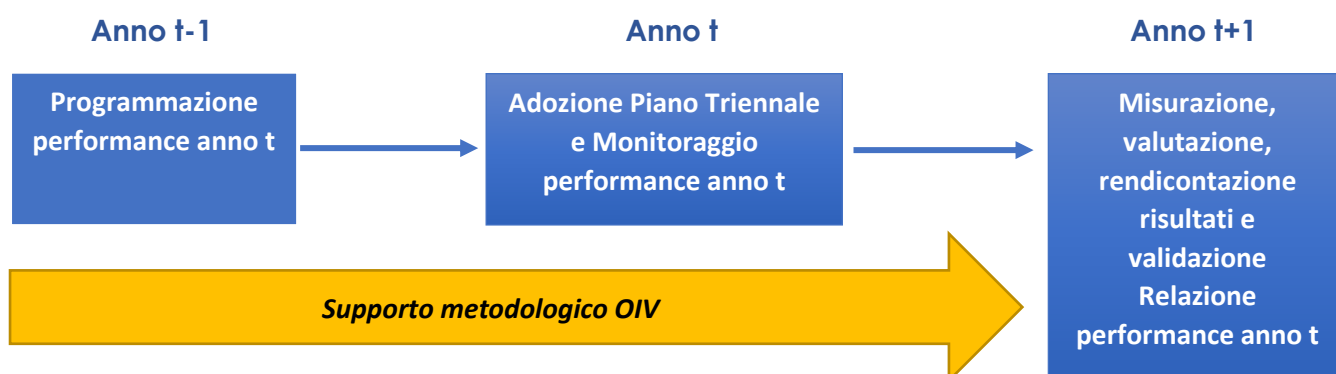 Anno t-1
Anno t
Anno t+1
Programmazione
performance anno t
Adozione Piano Triennale
e Monitoraggio
performance anno t
Misurazione,
valutazione,
rendicontazione
risultati e
validazione
Relazione
performance anno t
Supporto metodologico OIV